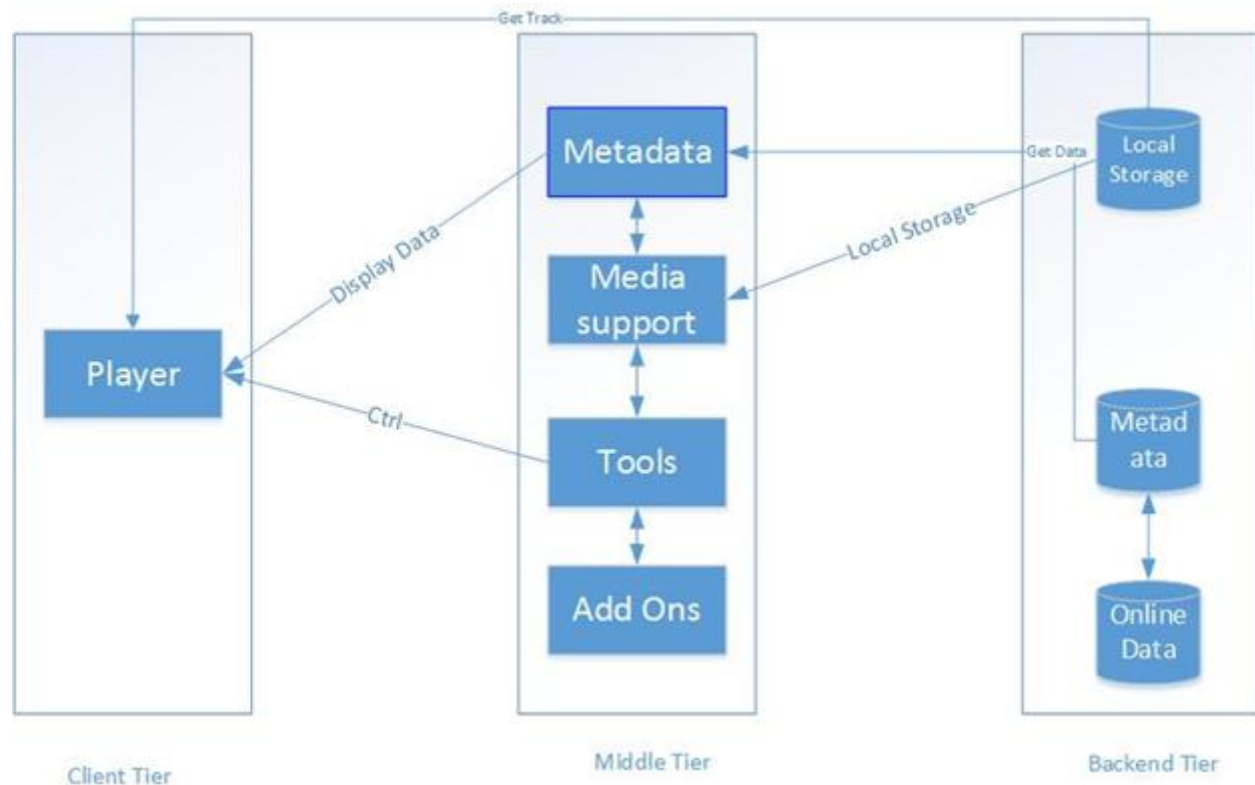 Get Track
Metadata
Get Data
Local
Storage
Display Data
Local Storage
Media
support
Player
Ctrl
Tools
Metad
ata
Add Ons
Online
Data
Client Tier
Middle Tier
Backend Tier